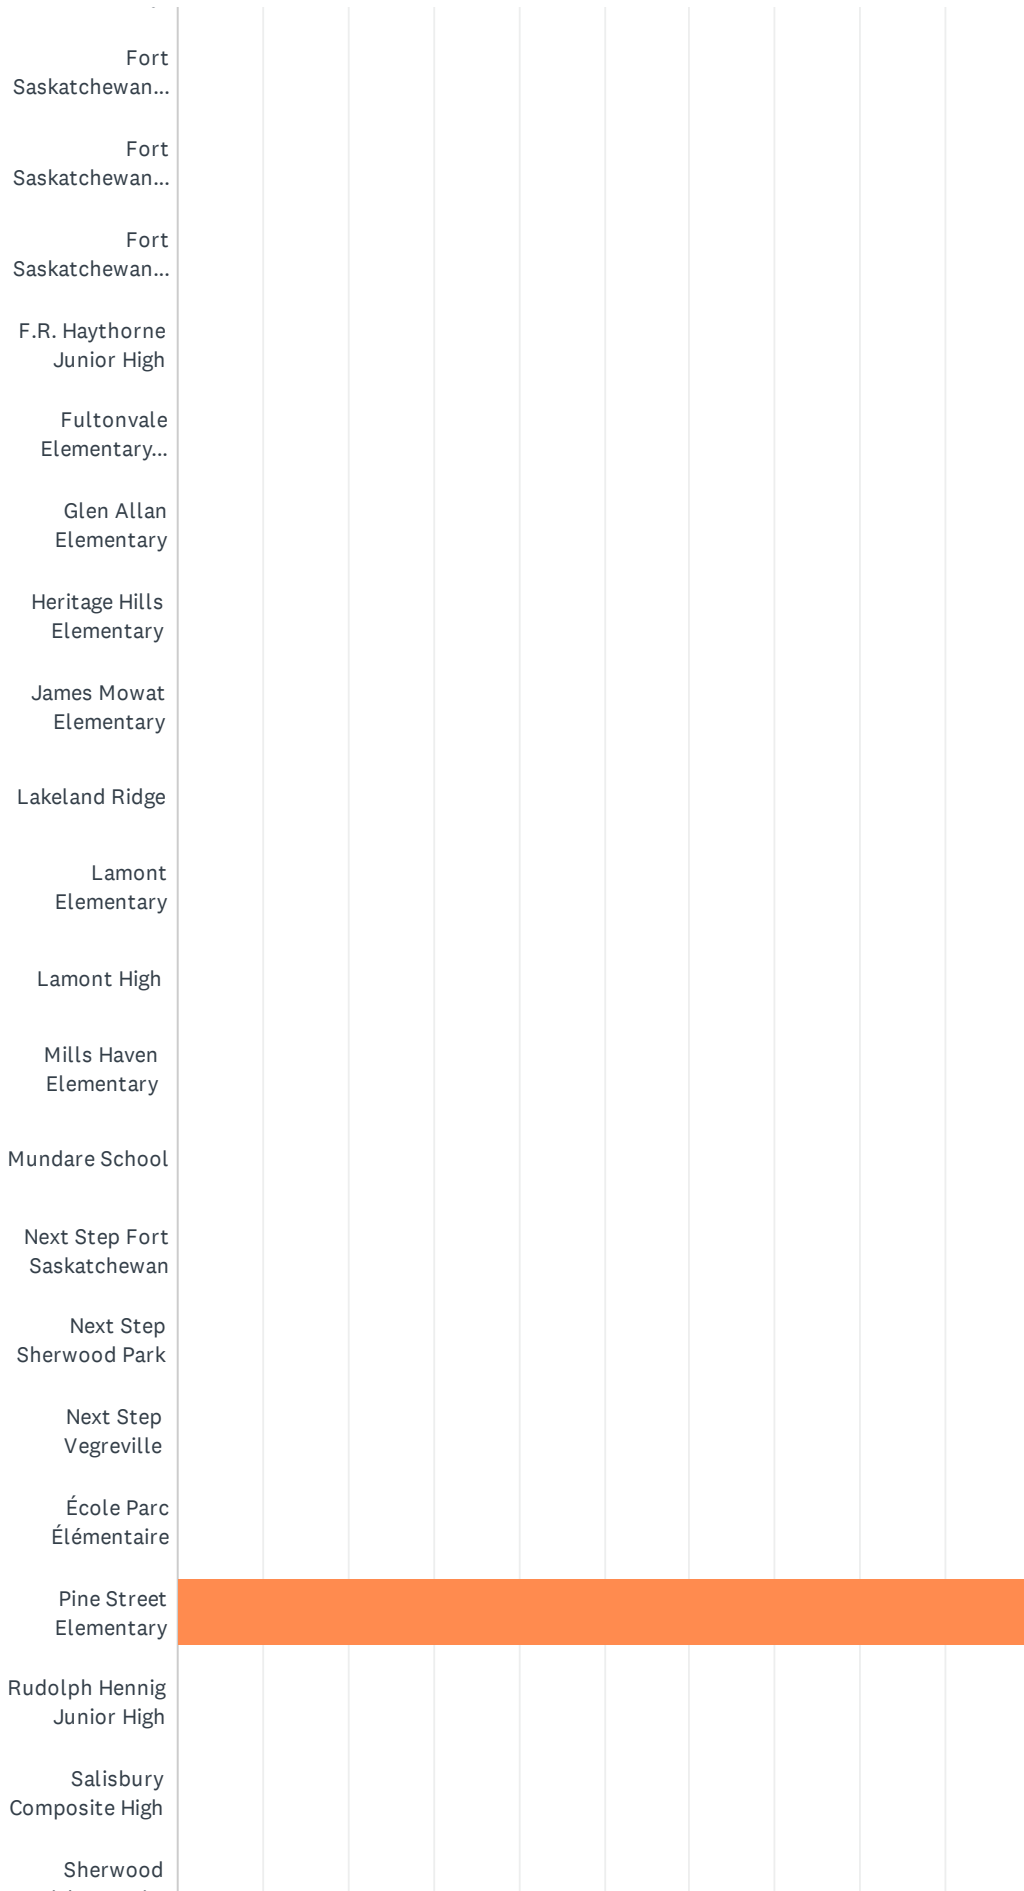 Fort
Saskatchewan...
Fort
Saskatchewan...
Fort
Saskatchewan...
F.R. Haythorne
Junior High
Fultonvale
Elementary...
Glen Allan
Elementary
Heritage Hills
Elementary
James Mowat
Elementary
Lakeland Ridge
Lamont
Elementary
Lamont High
Mills Haven
Elementary
Mundare School
Next Step Fort
Saskatchewan
Next Step
Sherwood Park
Next Step
Vegreville
École Parc
Élémentaire
Pine Street
Elementary
Rudolph Hennig
Junior High
Salisbury
Composite High
Sherwood